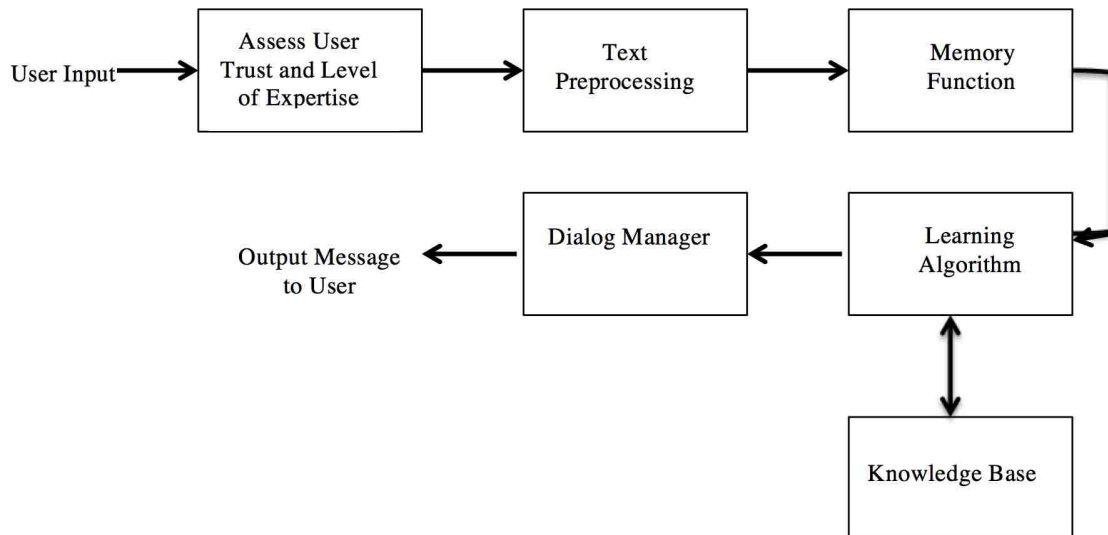 User Input
Assess User
Trust and Level
of Expertise
Text
Preprocessing
Memory
Function
Output Message
to User
Dialog Manager
Learning
Algorithm
Knowledge Base